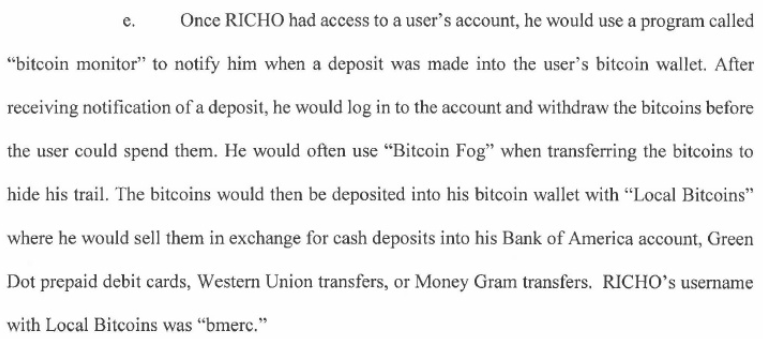 e. Once RICHO had access to a user's account, he would use a program called
"bitcoin monitor" to notify him when a deposit was made into the user's bitcoin wallet. After
receiving notification of a deposit, he would log in to the account and withdraw the bitcoins before
the user could spend them. He would often use "Bitcoin Fog" when transferring the bitcoins to
hide his trail. The bitcoins would then be deposited into his bitcoin wallet with "Local Bitcoins"
where he would sell them in exchange for cash deposits into his Bank of America account, Green
Dot prepaid debit cards, Western Union transfers, or Money Gram transfers. RICHO's username
with Local Bitcoins was "bmerc."